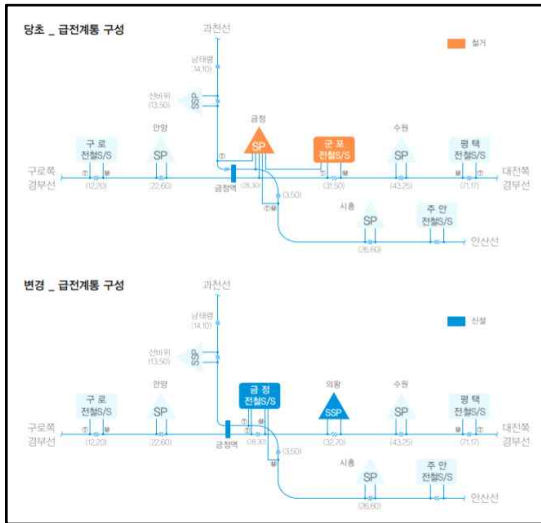 당초 _ 급전계통 구성
과천선
철거
남태령
(14.10)
선바위
(13.50)
SSP
금정
SP
구 로
전철S/S
안양
SP
군 포
전철S/S
수원
SP
평 택
전철S/S
구로쪽
경부선
(12.20)
(22.60)
금정역
(28.30)
(31.50)
(43.25)
(71.17)
대전쪽
경부선
(3.50)
시흥
SP
주 안
전철S/S
(26.80)
안산선
변경 _ 급전계통 구성
과천선
신설
남태령
(14.10)
선바위
(13.50)
SSP
구 로
전철S/S
안양
SP
금 정
전철S/S
의왕
SSP
수원
SP
평 택
전철S/S
구로쪽
경부선
(12.20)
(22.60)
금정역
(28.30)
(32.70)
(43.25)
(71.17)
대전쪽
경부선
(3.50)
시흥
SP
주 안
전철S/S
(26.80)
안산선